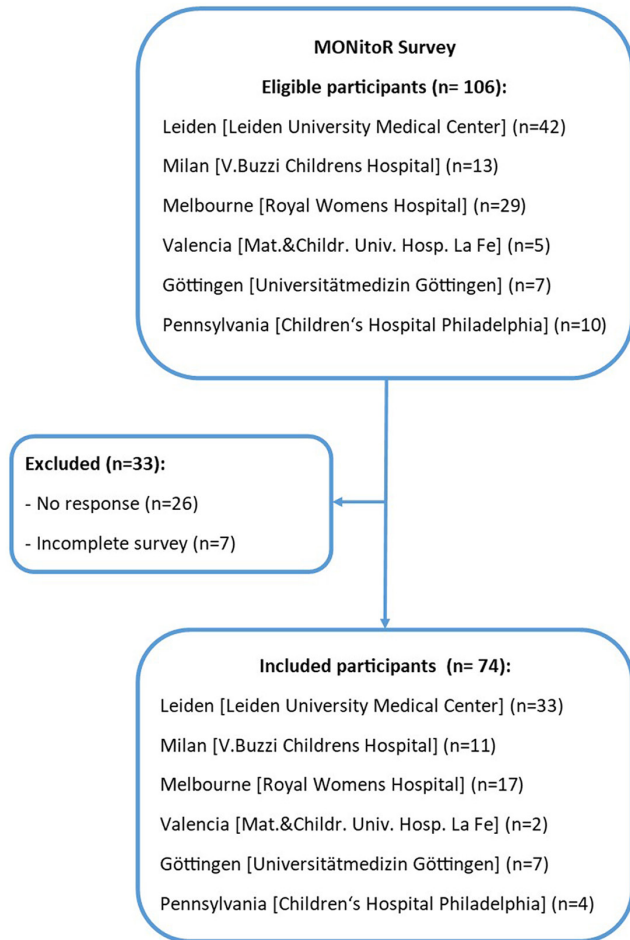 MONitoR Survey
Eligible participants (n= 106):
Leiden [Leiden University Medical Center] (n=42)
Milan [V.Buzzi Childrens Hospital] (n=13)
Melbourne [Royal Womens Hospital] (n=29)
Valencia [Mat.&Childr. Univ. Hosp. La Fe] (n=5)
Göttingen [Universitätmedizin Göttingen] (n=7)
Pennsylvania [Children‘s Hospital Philadelphia] (n=10)
Excluded (n=33):
- No response (n=26)
- Incomplete survey (n=7)
Included participants (n= 74):
Leiden [Leiden University Medical Center] (n=33)
Milan [V.Buzzi Childrens Hospital] (n=11)
Melbourne [Royal Womens Hospital] (n=17)
Valencia [Mat.&Childr. Univ. Hosp. La Fe] (n=2)
Göttingen [Universitätmedizin Göttingen] (n=7)
Pennsylvania [Children‘s Hospital Philadelphia] (n=4)